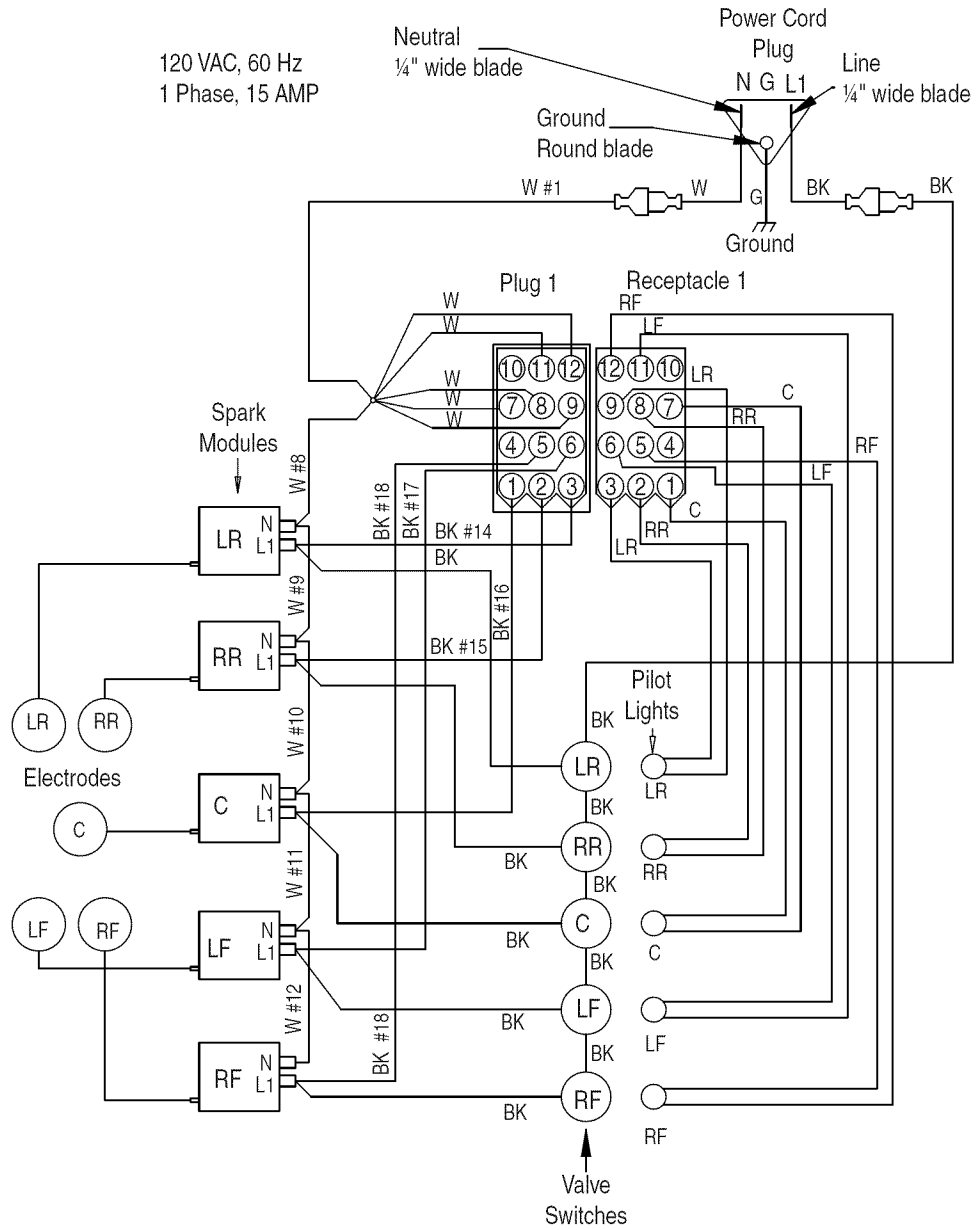 Power Cord
Plug
N G L1
Neutral
¼" wide blade
Line
¼" wide blade
120 VAC, 60 Hz
1 Phase, 15 AMP
Ground
Round blade
W #1
W
G
BK
BK
Ground
Plug 1
Receptacle 1
W
W
W
W
W
RF
LF
LR
C
RR
RF
LF
C
RR
LR
10 11 12
7 8 9
4 5 6
1 2 3
12 11 10
9 8 7
6 5 4
3 2 1
Spark
Modules
W #8
BK #18
BK #17
BK #14
BK
BK #16
BK #15
LR
N
L1
W #9
RR
N
L1
W #10
C
N
L1
W #11
LF
N
L1
W #12
BK #18
RF
N
L1
LR
RR
Electrodes
C
LF
RF
Pilot
Lights
BK
LR
LR
BK
RR
RR
BK
BK
C
C
BK
BK
LF
LF
BK
BK
RF
RF
BK
Valve
Switches